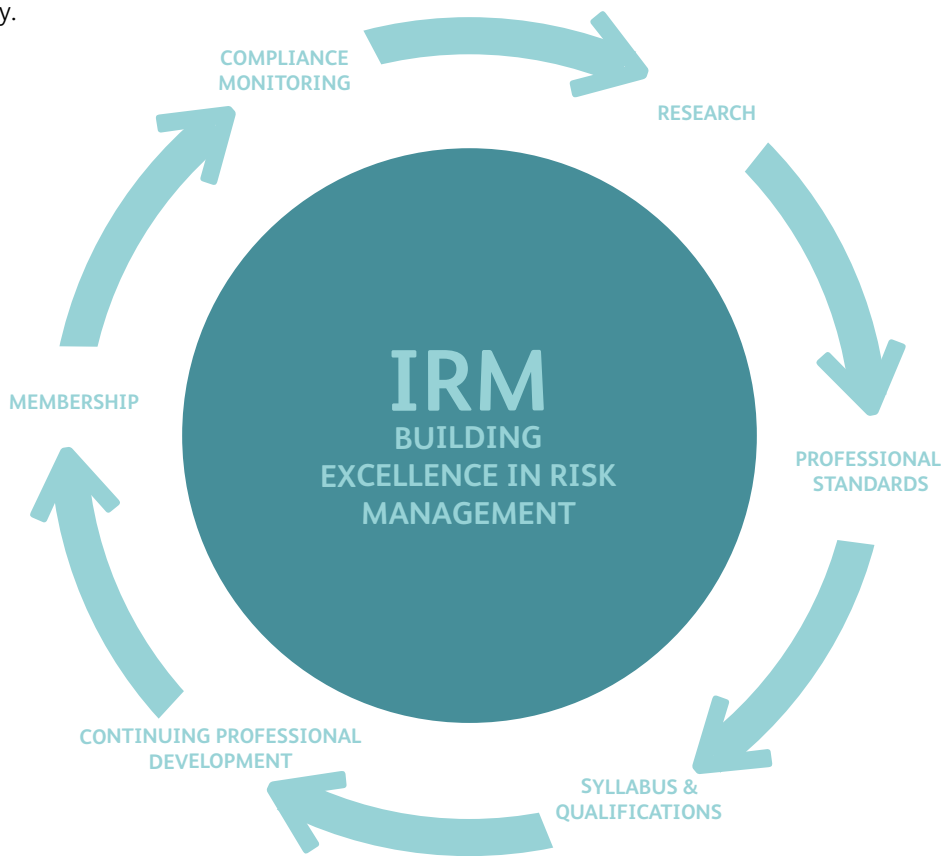 y.
COMPLIANCE
MONITORING
RESEARCH
PROFESSIONAL
STANDARDS
SYLLABUS &
QUALIFICATIONS
CONTINUING PROFESSIONAL
DEVELOPMENT
MEMBERSHIP
IRM
BUILDING
EXCELLENCE IN RISK
MANAGEMENT